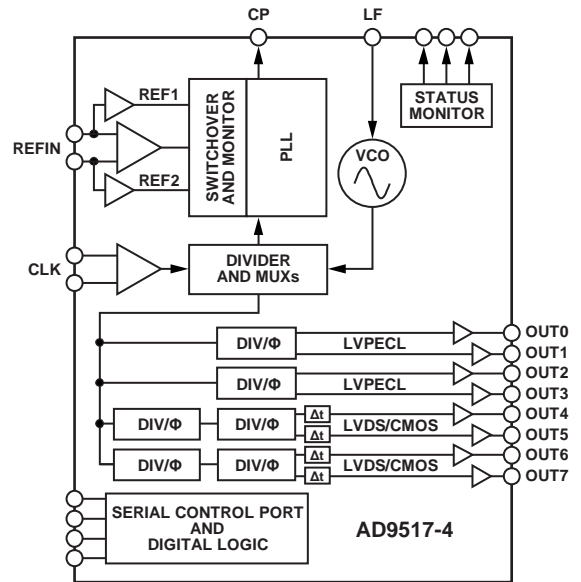 CP
LF
REF1
REFIN
REF2
SWITCHOVER
AND MONITOR
PLL
VCO
STATUS
MONITOR
CLK
DIVIDER
AND MUXs
DIV/Φ
LVPECL
OUT0
OUT1
DIV/Φ
LVPECL
OUT2
OUT3
DIV/Φ
DIV/Φ
Δt
Δt
LVDS/CMOS
OUT4
OUT5
DIV/Φ
DIV/Φ
Δt
Δt
LVDS/CMOS
OUT6
OUT7
SERIAL CONTROL PORT
AND
DIGITAL LOGIC
AD9517-4